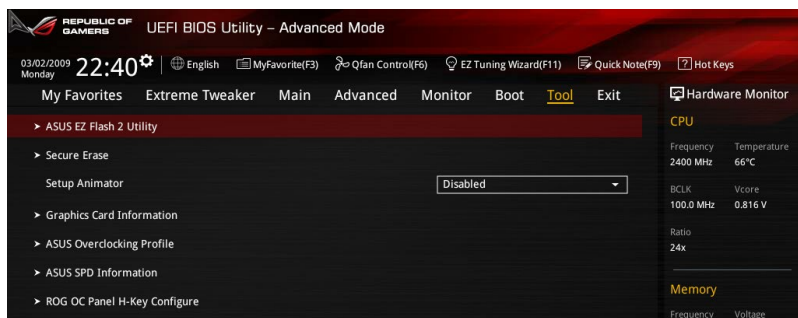 REPUBLIC OF
GAMERS
UEFI BIOS Utility – Advanced Mode
03/02/2009
Monday
22:40
English
MyFavorite(F3)
Qfan Control(F6)
EZ Tuning Wizard(F11)
Quick Note(F9)
? Hot Keys
My Favorites Extreme Tweaker Main Advanced Monitor Boot Tool Exit
Hardware Monitor
> ASUS EZ Flash 2 Utility
> Secure Erase
Setup Animator Disabled
> Graphics Card Information
> ASUS Overclocking Profile
> ASUS SPD Information
> ROG OC Panel H-Key Configure
CPU
Frequency Temperature
2400 MHz 66°C
BCLK Vcore
100.0 MHz 0.816 V
Ratio
24x
Memory
Frequency Voltage